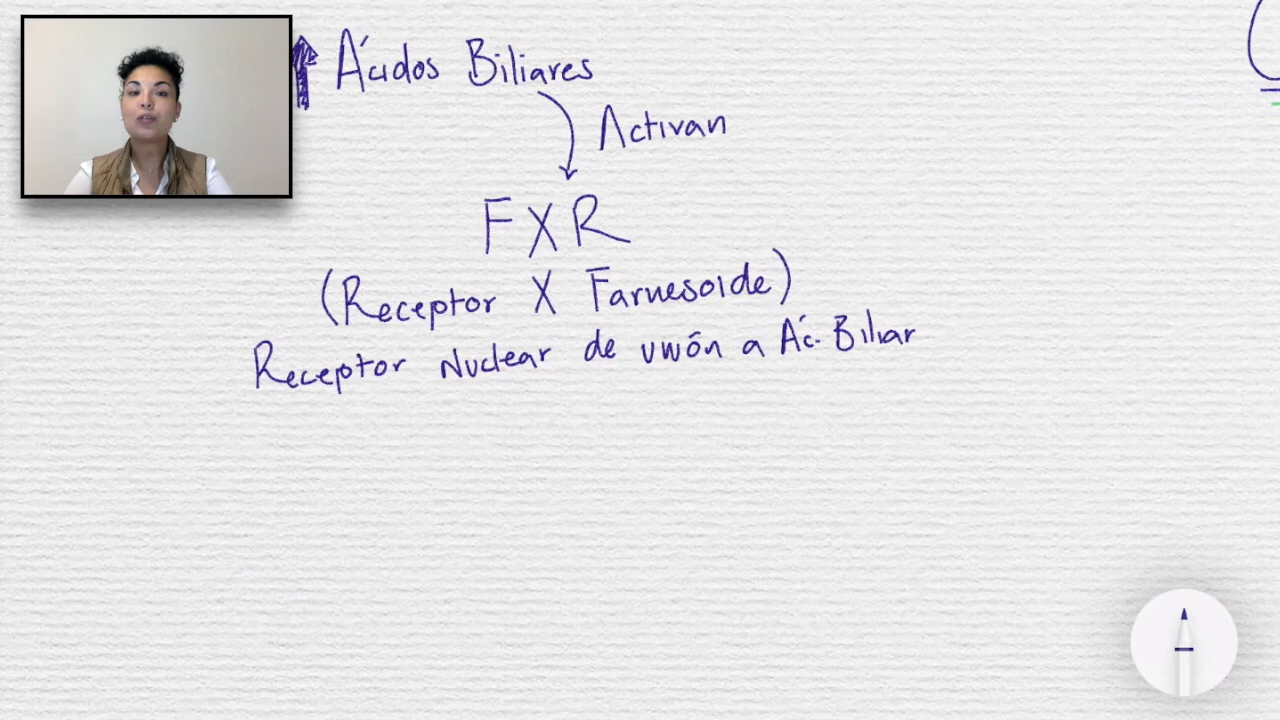 Ácidos Biliares
Activan
FXR
(Receptor X Farnesoide)
Receptor Nuclear de unión a Ác. Biliar